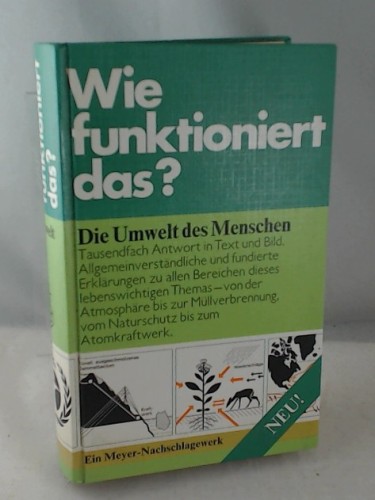 Wie
funktioniert
das?
Die Umwelt des Menschen
Tausendfach Antwort in Text und Bild.
Allgemeinverständliche und fundierte
Erklärungen zu allen Bereichen dieses
lebenswichtigen Themas – von der
Atmosphäre bis zur Müllverbrennung,
vom Naturschutz bis zum
Atomkraftwerk.
NEU!
Ein Meyer-Nachschlagewerk
funktioniert
das?